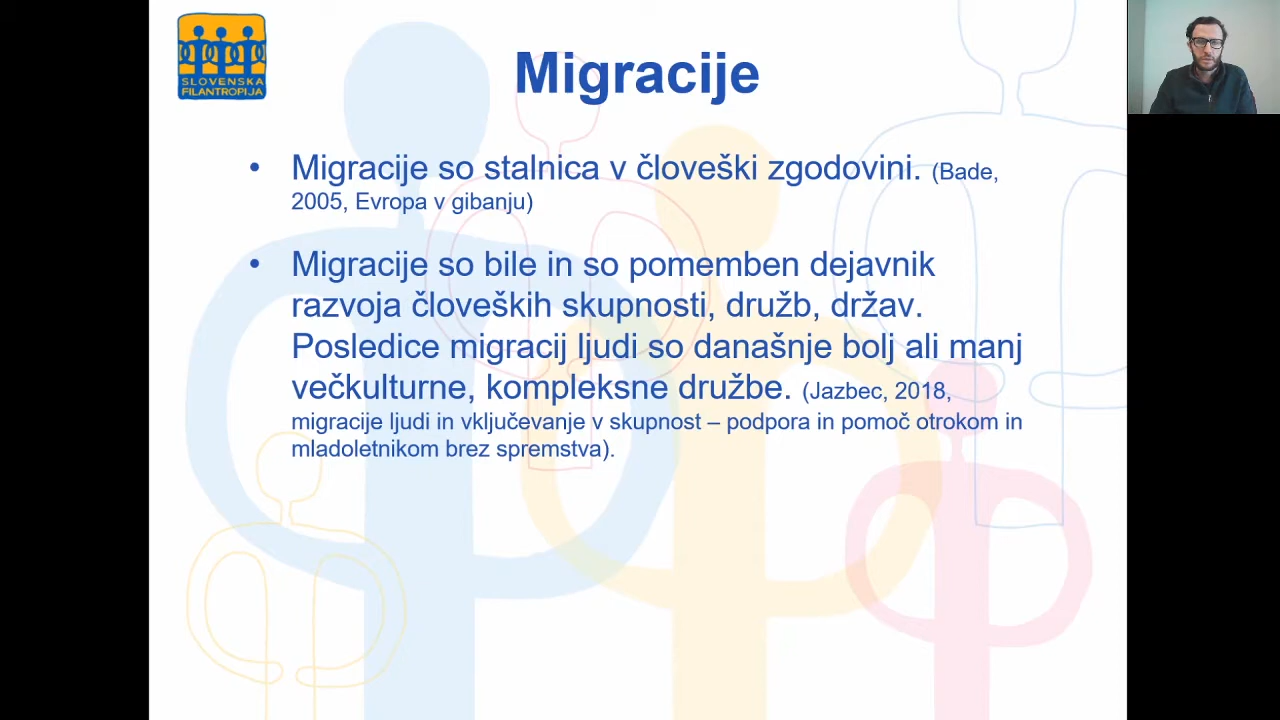 SLOVENSKA
FILANTROPIJA
Migracije
• Migracije so stalnica v človeški zgodovini. (Bade,
2005, Evropa v gibanju)
• Migracije so bile in so pomemben dejavnik
razvoja človeških skupnosti, družb, držav.
Posledice migracij ljudi so današnje bolj ali manj
večkulturne, kompleksne družbe. (Jazbec, 2018,
migracije ljudi in vključevanje v skupnost – podpora in pomoč otrokom in
mladoletnikom brez spremstva).